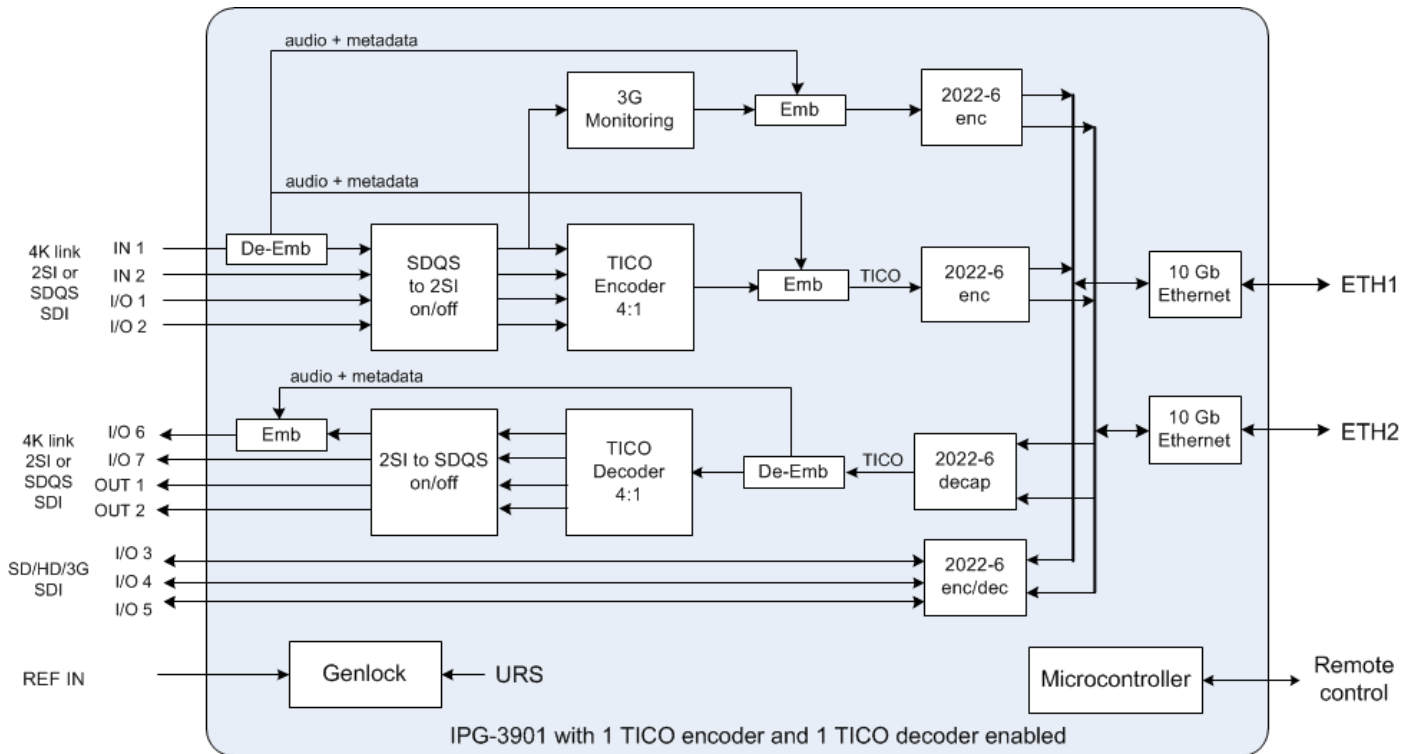 audio + metadata
3G
Monitoring
Emb
2022-6
enc
audio + metadata
4K link
2SI or
SDQS
SDI
IN 1
IN 2
I/O 1
I/O 2
De-Emb
SDQS
to 2SI
on/off
TICO
Encoder
4:1
Emb
TICO
2022-6
enc
10 Gb
Ethernet
ETH1
audio + metadata
4K link
2SI or
SDQS
SDI
I/O 6
I/O 7
OUT 1
OUT 2
Emb
2SI to SDQS
on/off
TICO
Decoder
4:1
De-Emb
TICO
2022-6
decap
10 Gb
Ethernet
ETH2
SD/HD/3G
SDI
I/O 3
I/O 4
I/O 5
2022-6
enc/dec
REF IN
Genlock
URS
Microcontroller
Remote
control
IPG-3901 with 1 TICO encoder and 1 TICO decoder enabled